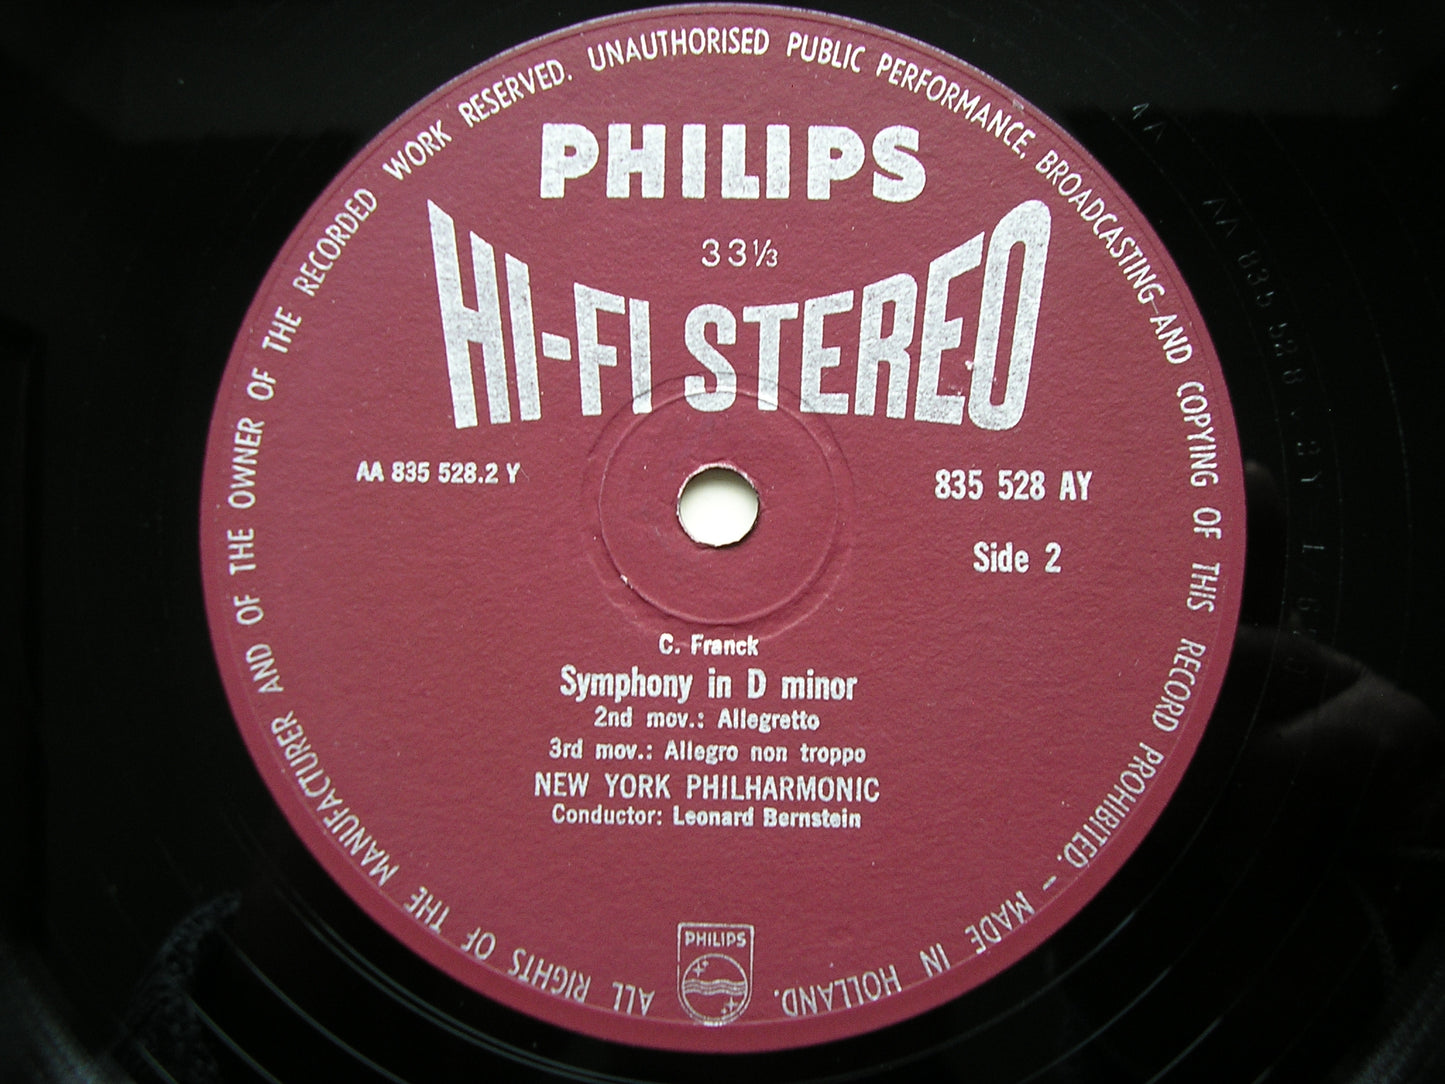 ALL RIGHTS OF THE MANUFACTURER AND OF THE OWNER OF THE RECORDED WORK RESERVED. UNAUTHORISED PUBLIC PERFORMANCE, BROADCASTING AND COPYING OF THIS RECORD PROHIBITED. - MADE IN HOLLAND.
PHILIPS
33⅓
HI-FI STEREO
AA 835 528.2 Y
835 528 AY
Side 2
C. Franck
Symphony in D minor
2nd mov.: Allegretto
3rd mov.: Allegro non troppo
NEW YORK PHILHARMONIC
Conductor: Leonard Bernstein
PHILIPS
AA 835 528